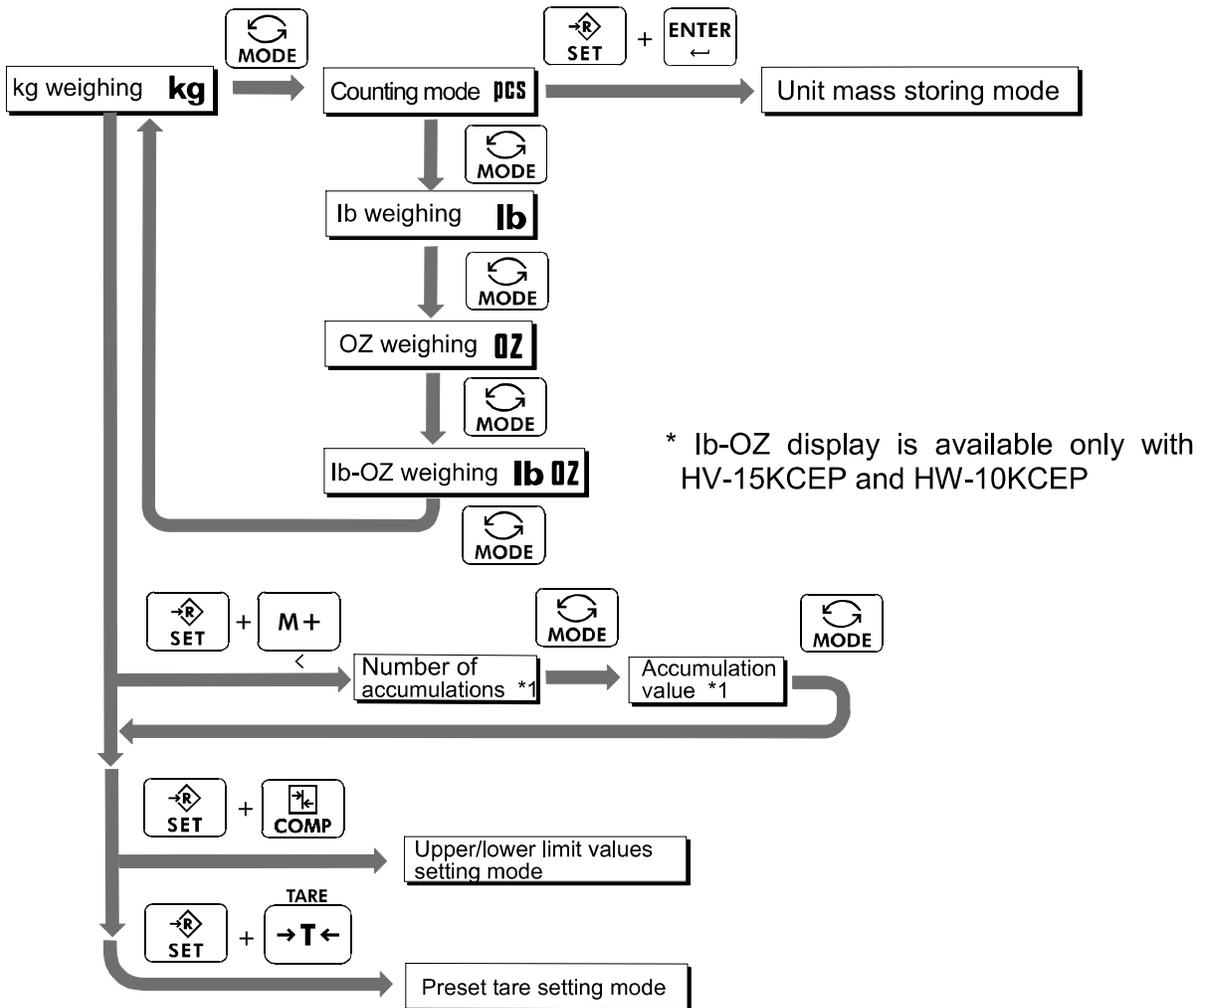 MODE
SET + ENTER
kg weighing kg
Counting mode pcs
Unit mass storing mode
MODE
lb weighing lb
MODE
OZ weighing OZ
MODE
* lb-OZ display is available only with
HV-15KCEP and HW-10KCEP
lb-OZ weighing lb OZ
MODE
SET + M+
<
MODE
MODE
Number of
accumulations *1
Accumulation
value *1
SET + COMP
Upper/lower limit values
setting mode
TARE
SET + →T←
Preset tare setting mode